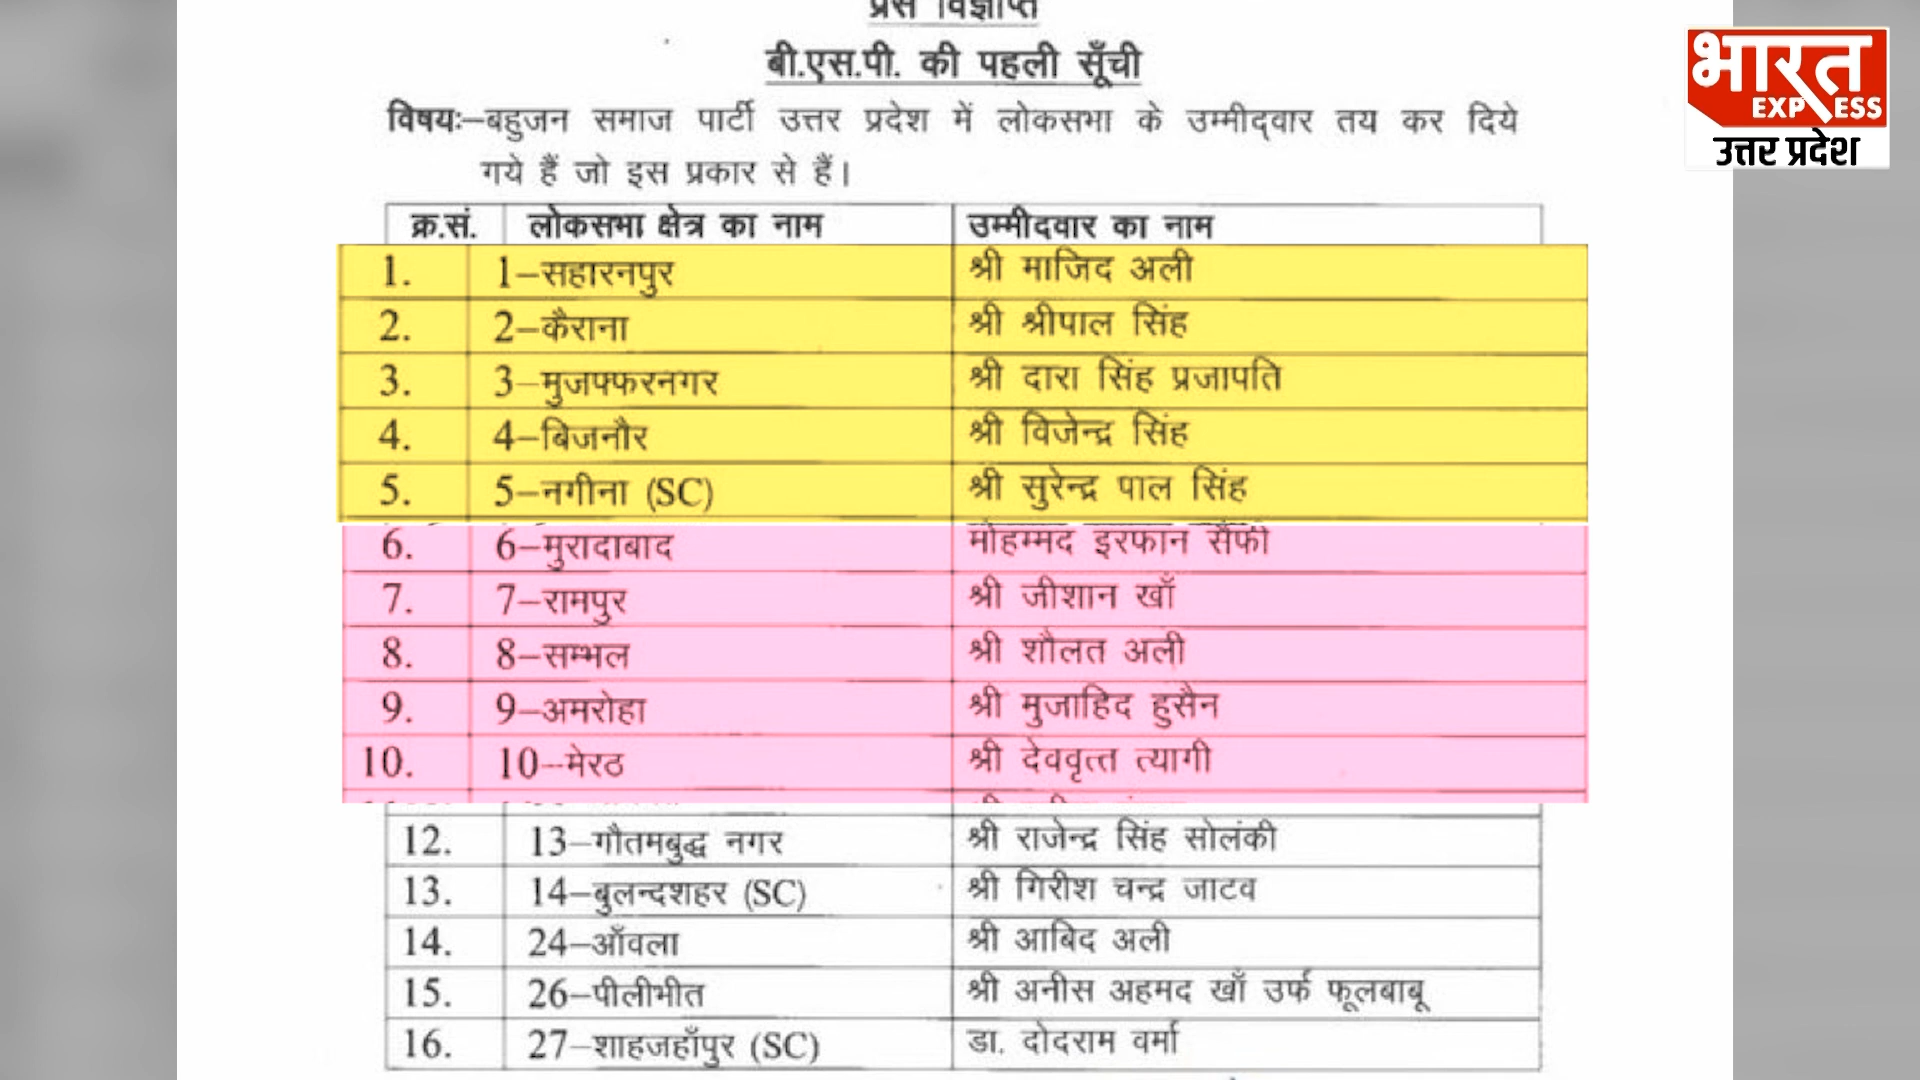 प्रेस विज्ञप्ति
बी.एस.पी. की पहली सूँची
भारत
EXPRESS
उत्तर प्रदेश
विषयः–बहुजन समाज पार्टी उत्तर प्रदेश में लोकसभा के उम्मीद्वार तय कर दिये
गये हैं जो इस प्रकार से हैं।
क्र.सं. लोकसभा क्षेत्र का नाम उम्मीदवार का नाम
1. 1–सहारनपुर श्री माजिद अली
2. 2–कैराना श्री श्रीपाल सिंह
3. 3–मुजफ्फरनगर श्री दारा सिंह प्रजापति
4. 4–बिजनौर श्री विजेन्द्र सिंह
5. 5–नगीना (SC) श्री सुरेन्द्र पाल सिंह
6. 6–मुरादाबाद मोहम्मद इरफान सैफी
7. 7–रामपुर श्री जीशान खाँ
8. 8–सम्भल श्री शौलत अली
9. 9–अमरोहा श्री मुजाहिद हुसैन
10. 10--मेरठ श्री देववृत्त त्यागी
12. 13–गौतमबुद्ध नगर श्री राजेन्द्र सिंह सोलंकी
13. 14–बुलन्दशहर (SC) श्री गिरीश चन्द्र जाटव
14. 24–आँवला श्री आबिद अली
15. 26–पीलीभीत श्री अनीस अहमद खाँ उर्फ फूलबाबू
16. 27–शाहजहाँपुर (SC) डा. दोदराम वर्मा